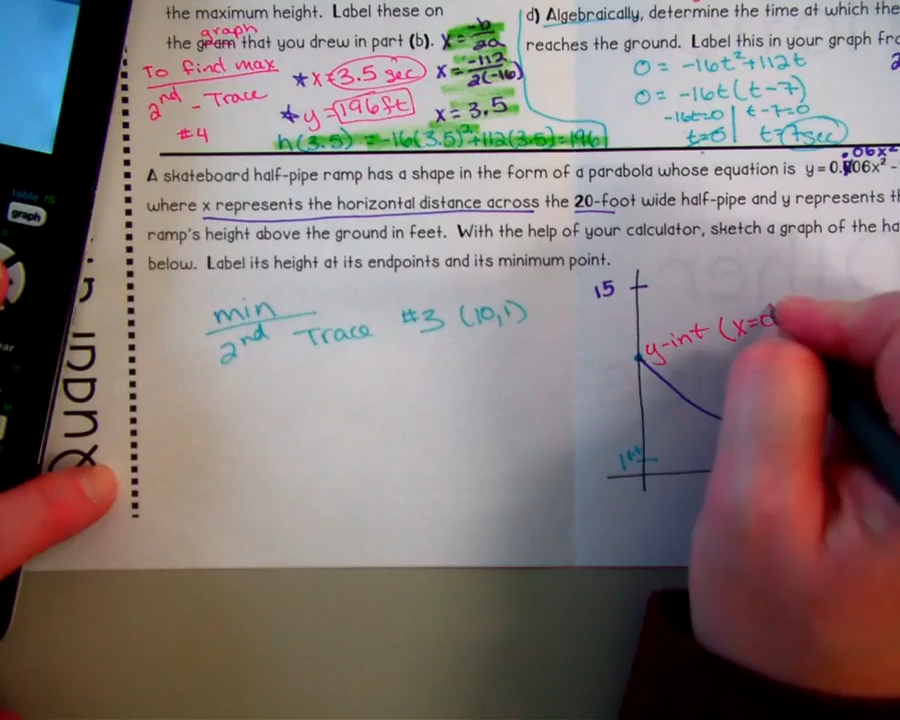 the maximum height. Label these on
graph
the gram that you drew in part (b).
To find max
2nd - Trace
#4
* x = 3.5 sec
* y = 196 ft
x = -b/2a
x = -112/2(-16)
x = 3.5
h(3.5) = -16(3.5)² + 112(3.5) = 196
d) Algebraically, determine the time at which the
reaches the ground. Label this in your graph fr
0 = -16t² + 112t
0 = -16t(t-7)
-16t=0 | t-7=0
t=0 | t=7sec
.06x²
A skateboard half-pipe ramp has a shape in the form of a parabola whose equation is y = 0.06x² -
where x represents the horizontal distance across the 20-foot wide half-pipe and y represents t
ramp's height above the ground in feet. With the help of your calculator, sketch a graph of the ha
below. Label its height at its endpoints and its minimum point.
min
2nd Trace #3 (10,1)
15
y-int (x=0
1ft
table
graph